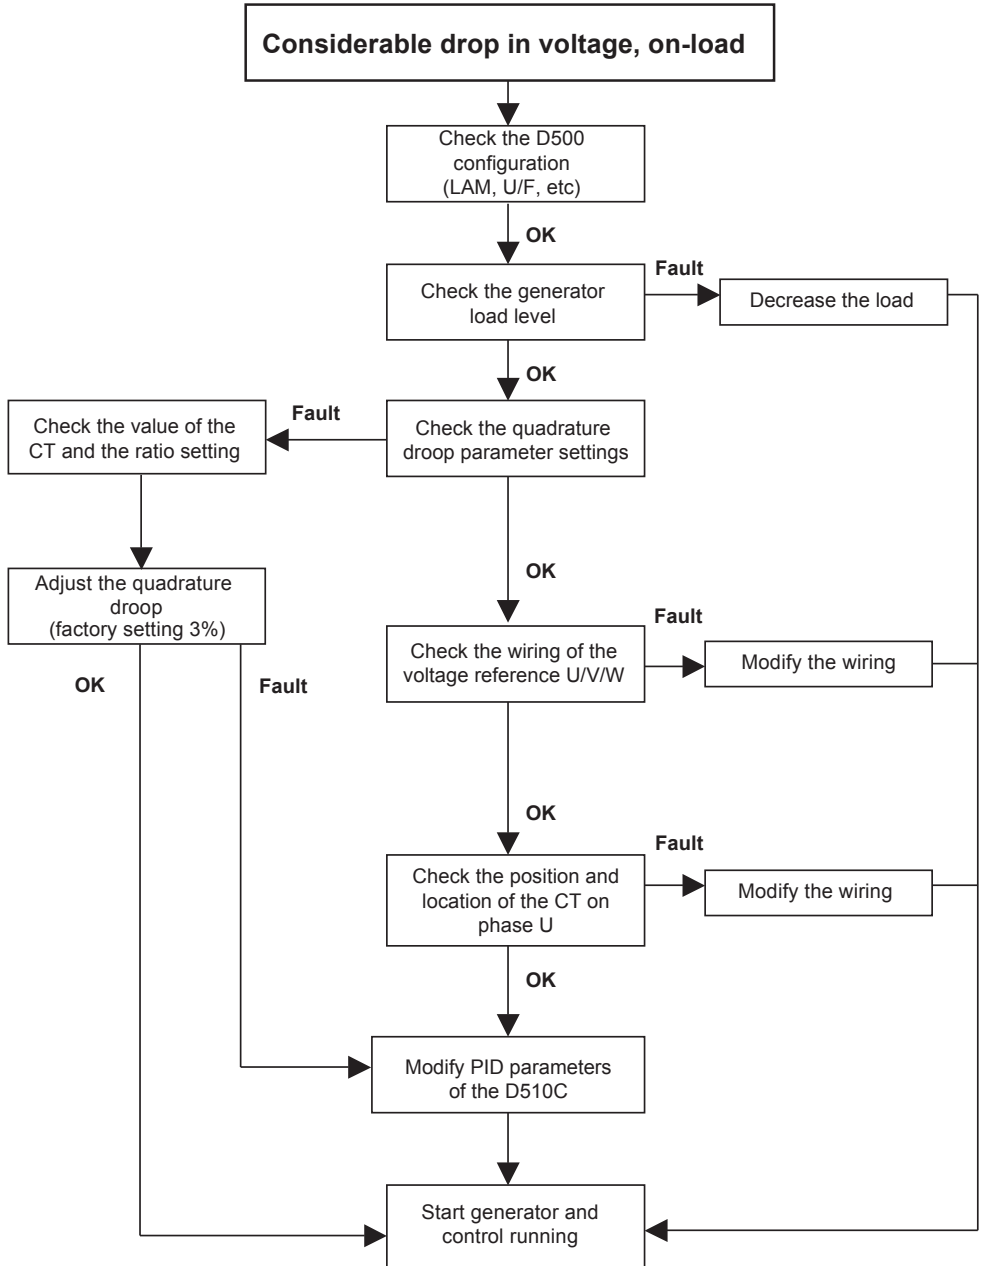 Considerable drop in voltage, on-load
Check the D500
configuration
(LAM, U/F, etc)
OK
Check the generator
load level
Fault
Decrease the load
OK
Check the quadrature
droop parameter settings
Fault
Check the value of the
CT and the ratio setting
Adjust the quadrature
droop
(factory setting 3%)
OK
Fault
OK
Check the wiring of the
voltage reference U/V/W
Fault
Modify the wiring
OK
Check the position and
location of the CT on
phase U
Fault
Modify the wiring
OK
Modify PID parameters
of the D510C
Start generator and
control running